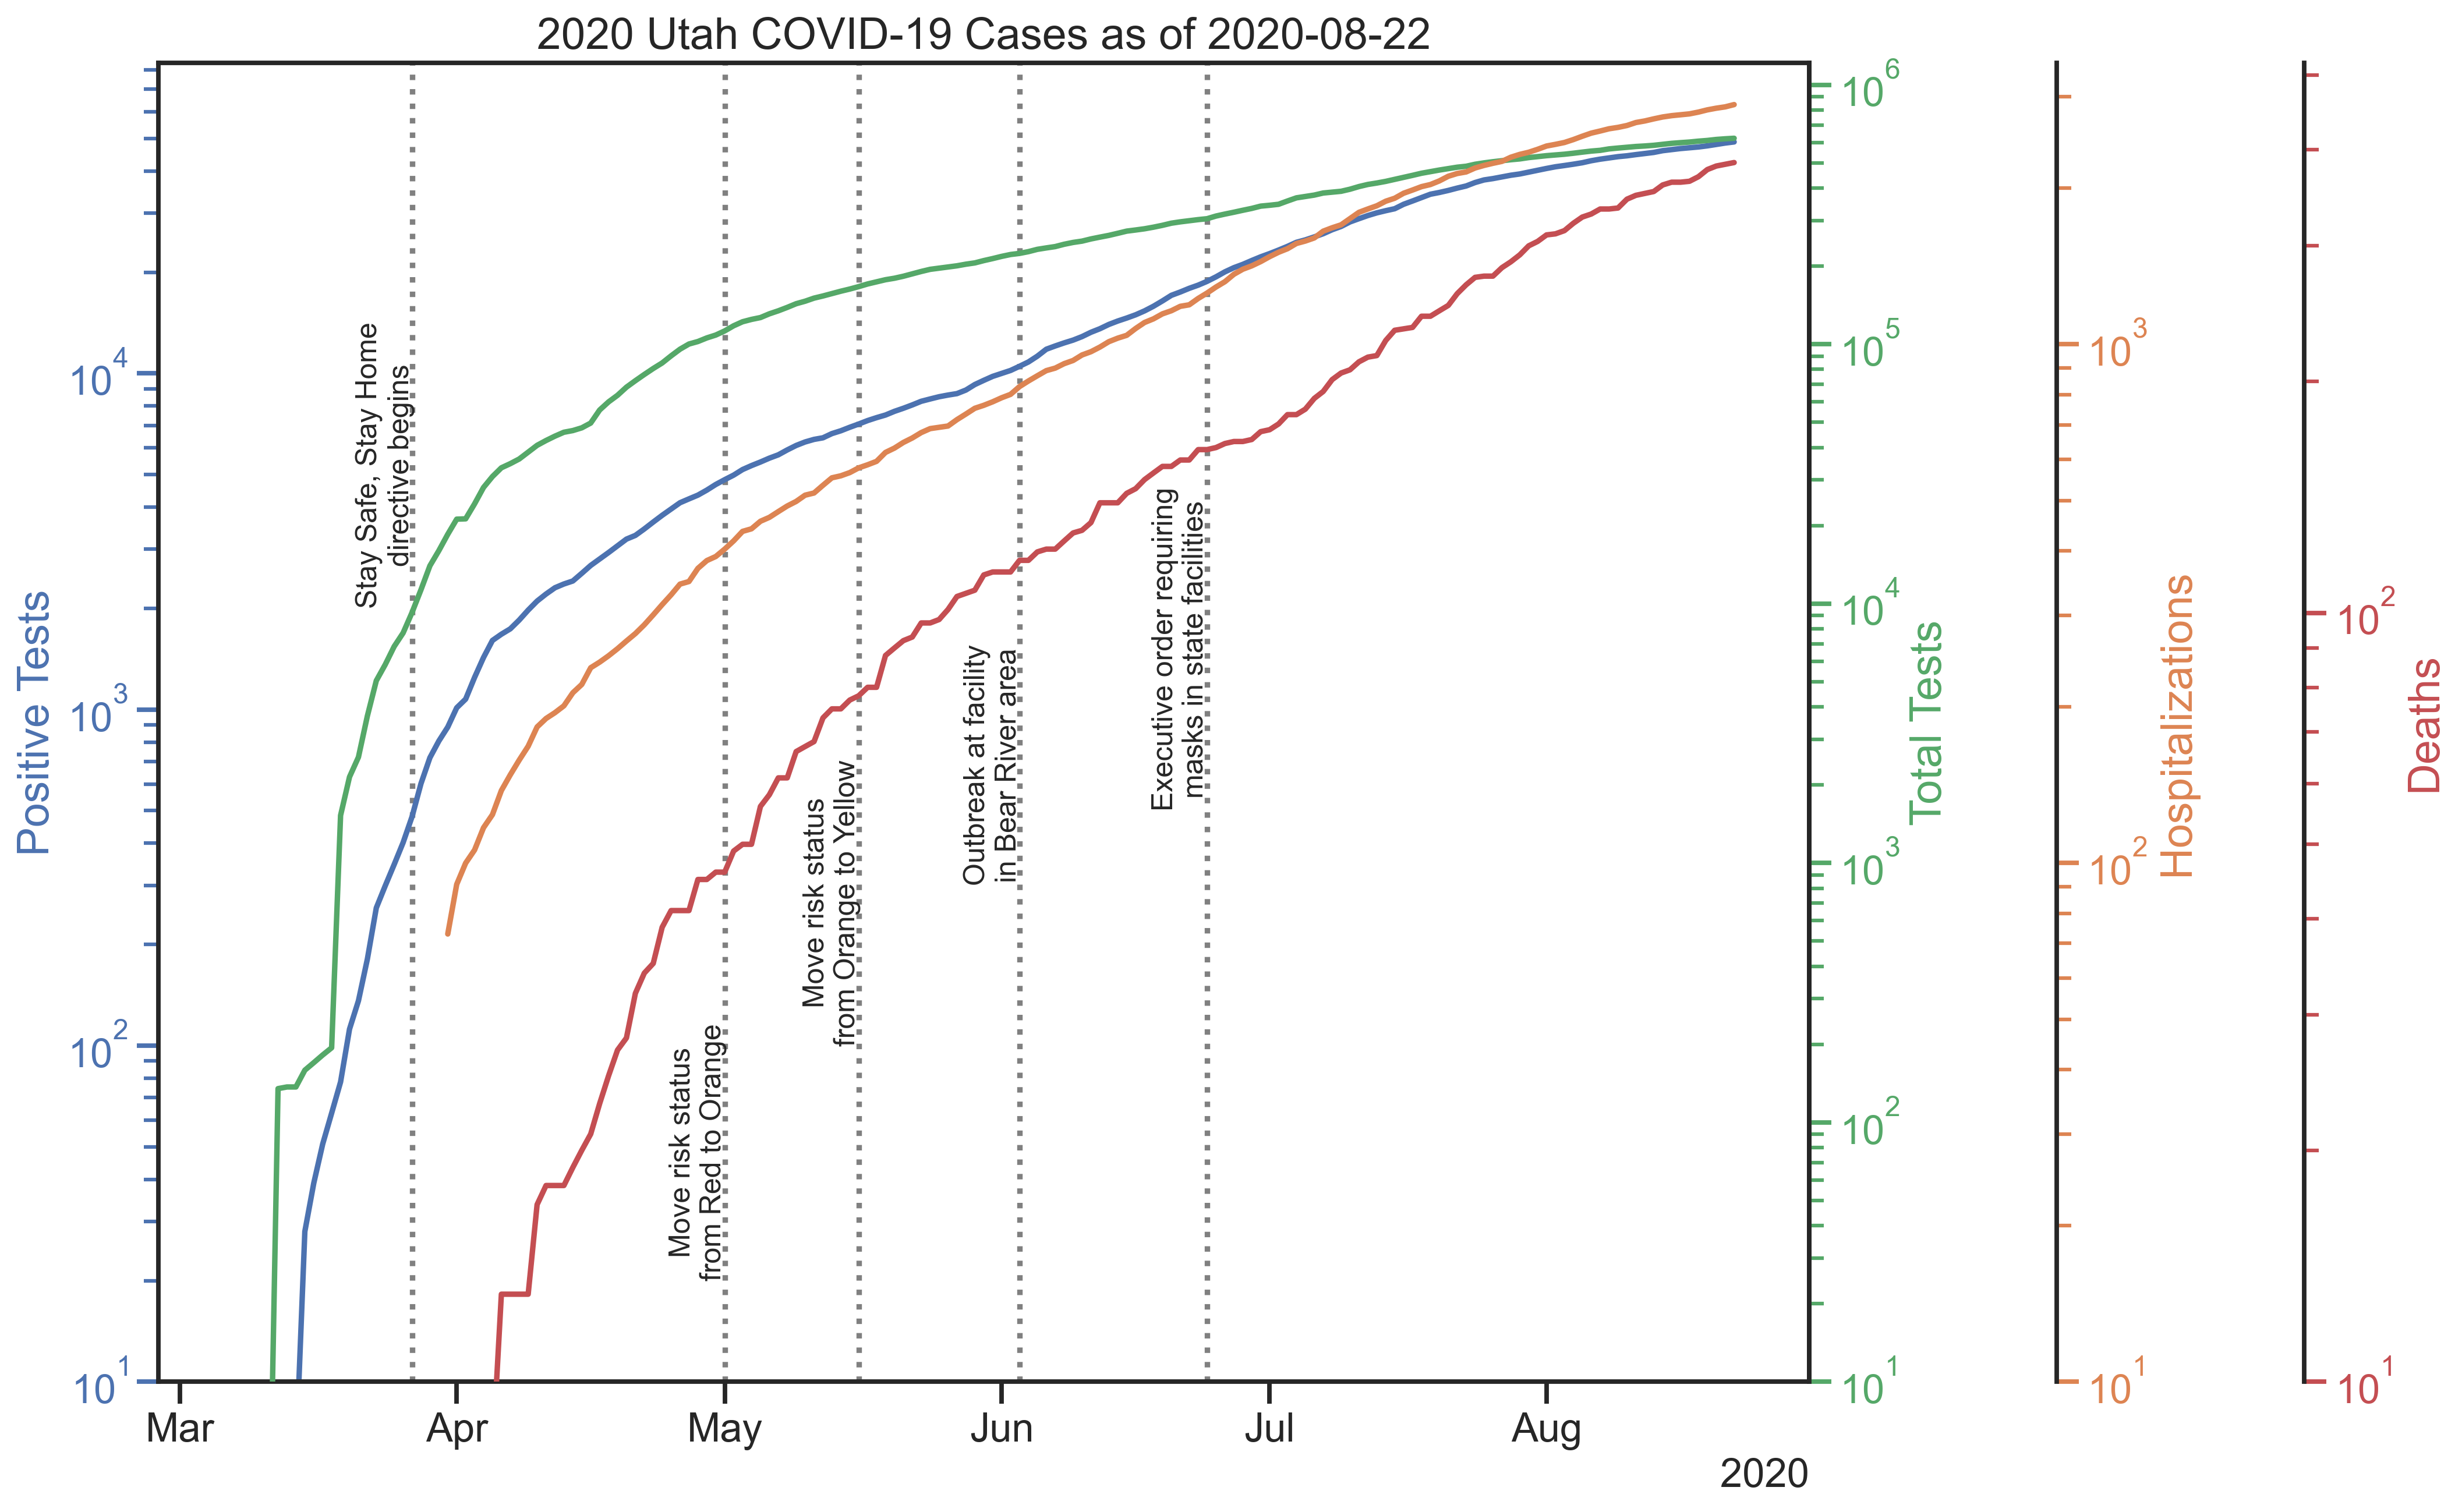 2020 Utah COVID-19 Cases as of 2020-08-22
Positive Tests
10^4
10^3
10^2
10^1
Stay Safe, Stay Home
directive begins
Move risk status
from Red to Orange
Move risk status
from Orange to Yellow
Outbreak at facility
in Bear River area
Executive order requiring
masks in state facilities
10^6
10^5
10^4
10^3
10^2
10^1
Total Tests
10^3
10^2
10^1
Hospitalizations
10^2
10^1
Deaths
Mar
Apr
May
Jun
Jul
Aug
2020